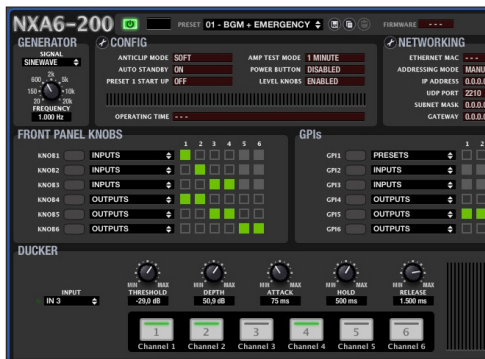 NXA6-200 PRESET 01 - BGM + EMERGENCY FIRMWARE ---
GENERATOR CONFIG NETWORKING
SIGNAL
SINEWAVE
ANTICLIP MODE SOFT AMP TEST MODE 1 MINUTE ETHERNET MAC ---
AUTO STANDBY ON POWER BUTTON DISABLED ADDRESSING MODE MANU
PRESET 1 START UP OFF LEVEL KNOBS ENABLED IP ADDRESS 0.0.0
UDP PORT 2210
SUBNET MASK 0.0.0
GATEWAY 0.0.0
600 2k 5k
150 10k
20 20k
FREQUENCY
1.000 Hz
OPERATING TIME ---
FRONT PANEL KNOBS GPIs
1 2 3 4 5 6 1 2
KNOB1 INPUTS GPI1 PRESETS
KNOB2 INPUTS GPI2 INPUTS
KNOB3 INPUTS GPI3 INPUTS
KNOB4 OUTPUTS GPI4 OUTPUTS
KNOB5 OUTPUTS GPI5 OUTPUTS
KNOB6 OUTPUTS GPI6 OUTPUTS
DUCKER
MIN MAX MIN MAX MIN MAX MIN MAX MIN MAX
INPUT THRESHOLD DEPTH ATTACK HOLD RELEASE
IN 3 -29,0 dB 50,9 dB 75 ms 500 ms 1.500 ms
1 2 3 4 5 6
Channel 1 Channel 2 Channel 3 Channel 4 Channel 5 Channel 6